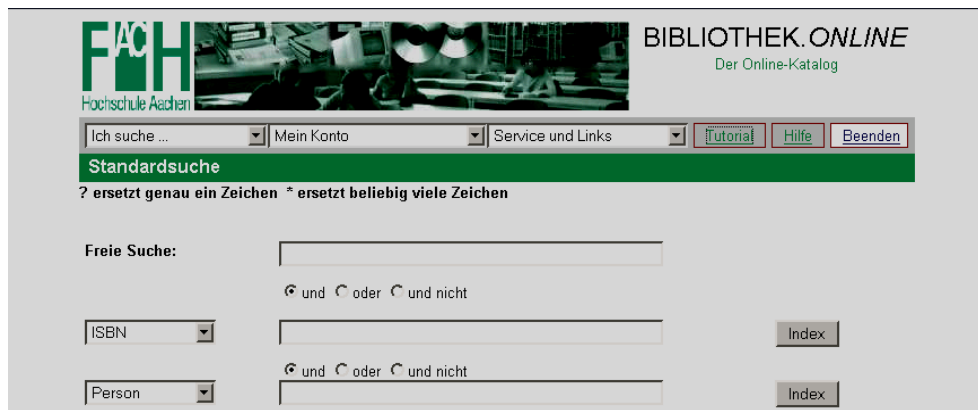 FH AC
Hochschule Aachen
BIBLIOTHEK.ONLINE
Der Online-Katalog
Ich suche ... Mein Konto Service und Links Tutorial Hilfe Beenden
Standardsuche
? ersetzt genau ein Zeichen * ersetzt beliebig viele Zeichen
Freie Suche:
und oder und nicht
ISBN Index
und oder und nicht
Person Index